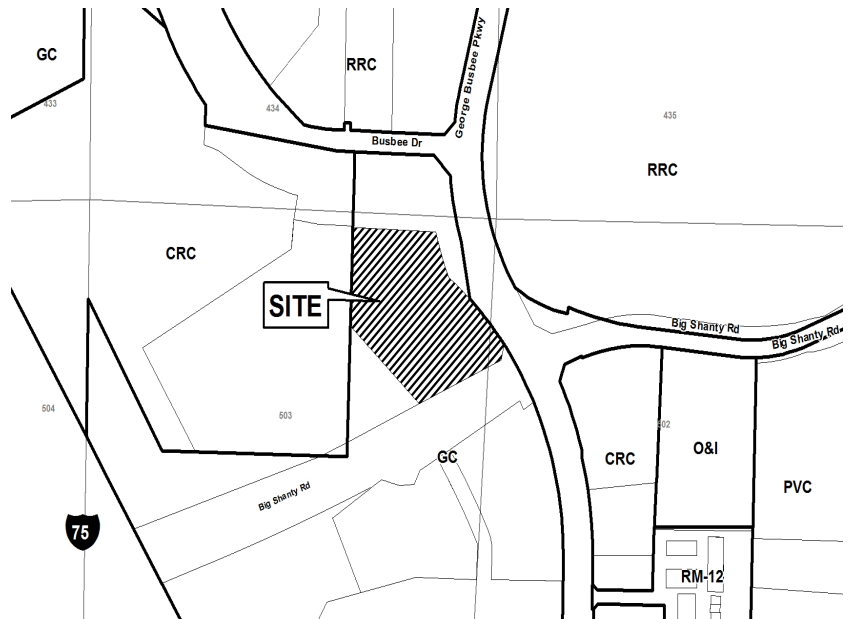 GC
RRC
George Busbee Pkwy
433
434
435
Busbee Dr
RRC
CRC
SITE
Big Shanty Rd
Big Shanty Rd
504
503
502
GC
CRC
O&I
PVC
Big Shanty Rd
75
RM-12